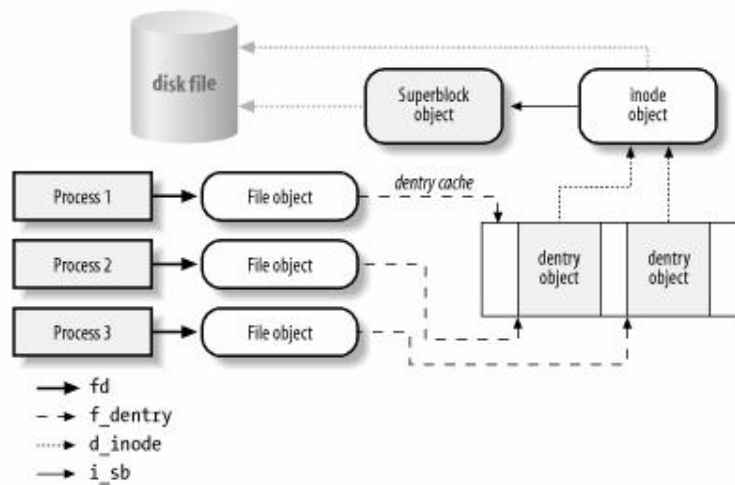 disk file
Superblock
object
inode
object
Process 1
File object
dentry cache
Process 2
File object
dentry
object
dentry
object
Process 3
File object
fd
f_dentry
d_inode
i_sb